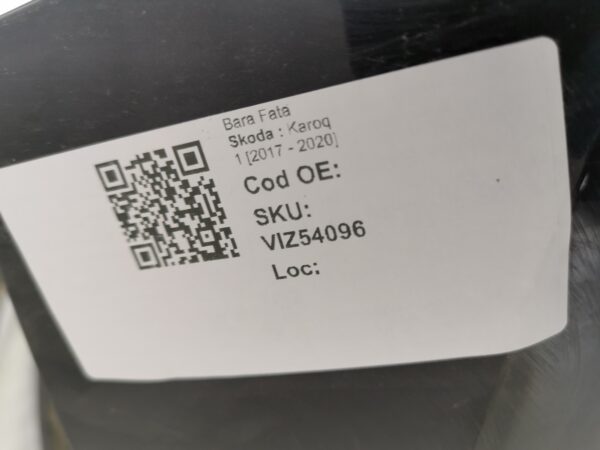 Bara Fata
Skoda : Karoq
1 [2017 - 2020]
Cod OE:
SKU:
VIZ54096
Loc: